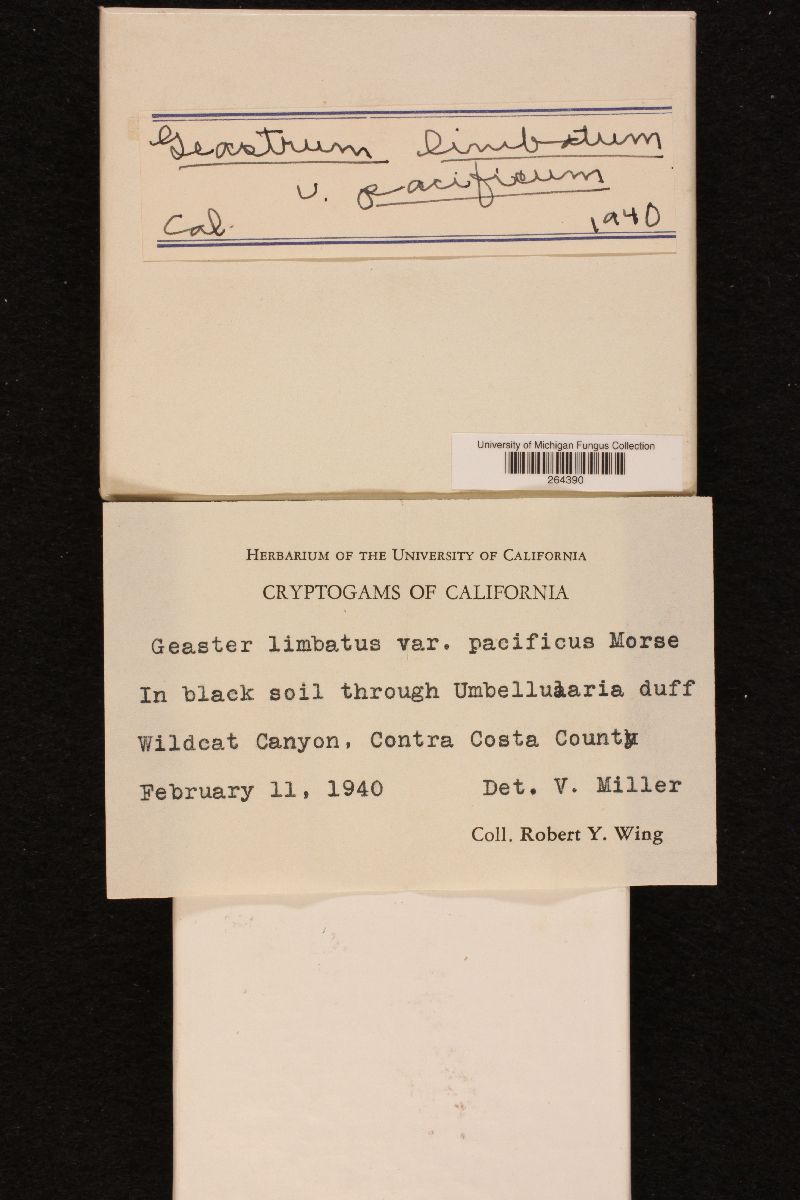 Geastrum limbatum
v. pacificum
Cal. 1940
University of Michigan Fungus Collection
264390
HERBARIUM OF THE UNIVERSITY OF CALIFORNIA
CRYPTOGAMS OF CALIFORNIA
Geaster limbatus var. pacificus Morse
In black soil through Umbellularia duff
Wildcat Canyon, Contra Costa County
February 11, 1940 Det. V. Miller
Coll. Robert Y. Wing